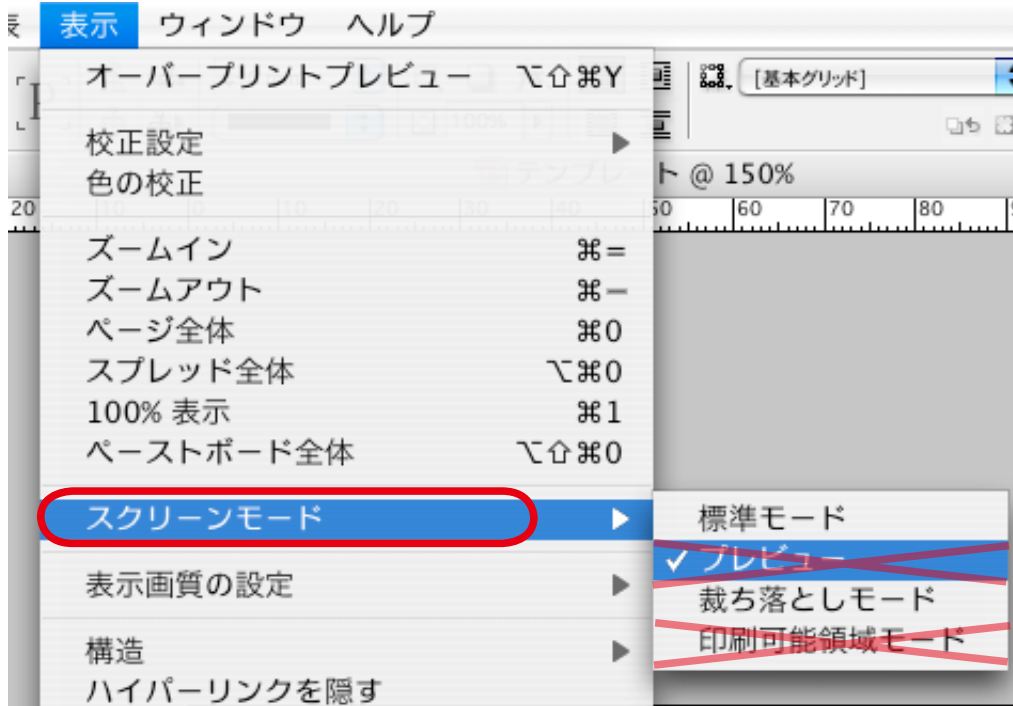 表 表示 ウィンドウ ヘルプ
オーバープリントプレビュー ⌥⇧⌘Y
[基本グリッド]
校正設定
色の校正
100%
テンプレート @ 150%
20 10 0 10 20 30 40 50 60 70 80
ズームイン ⌘=
ズームアウト ⌘−
ページ全体 ⌘0
スプレッド全体 ⌥⌘0
100% 表示 ⌘1
ペーストボード全体 ⌥⇧⌘0
スクリーンモード
標準モード
✓プレビュー
裁ち落としモード
印刷可能領域モード
表示画質の設定
構造
ハイパーリンクを隠す